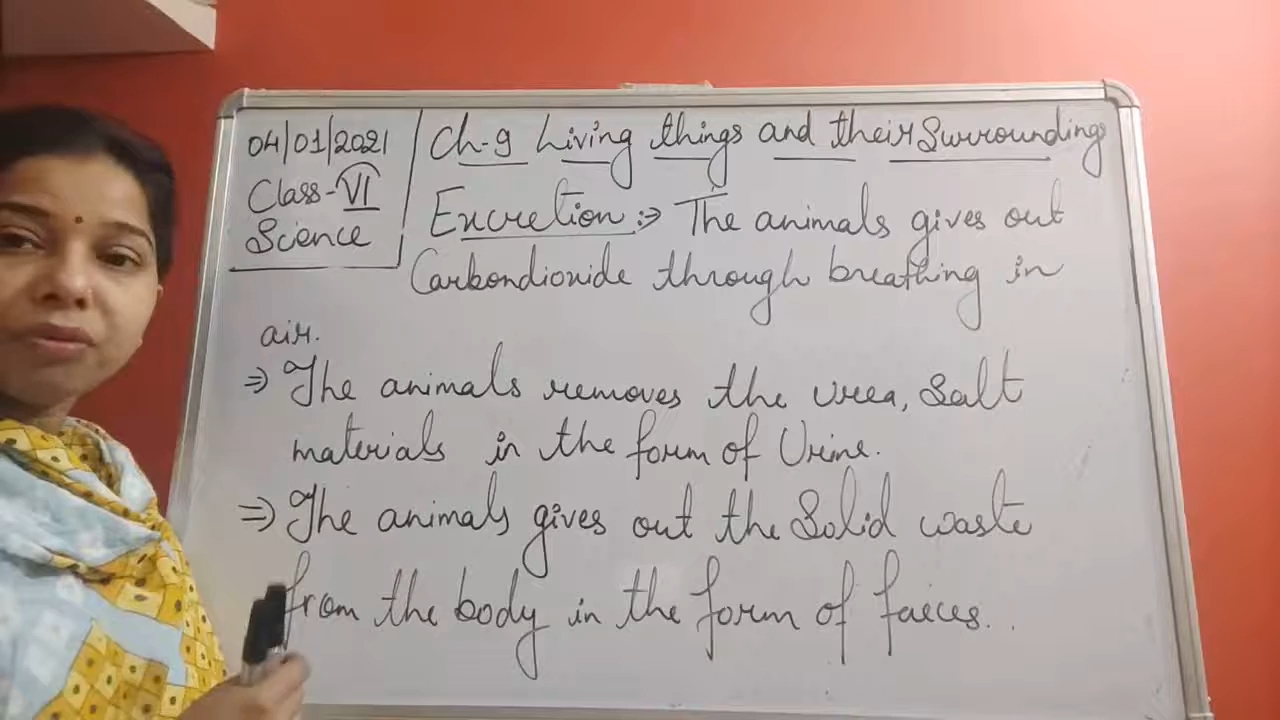 04/01/2021
Class-VI
Science
Ch-9 Living things and their Surroundings
Excretion :⇒ The animals gives out
Carbondioxide through breathing in
air.
⇒ The animals removes the urea, Salt
materials in the form of Urine.
⇒ The animals gives out the Solid waste
from the body in the form of faeces.